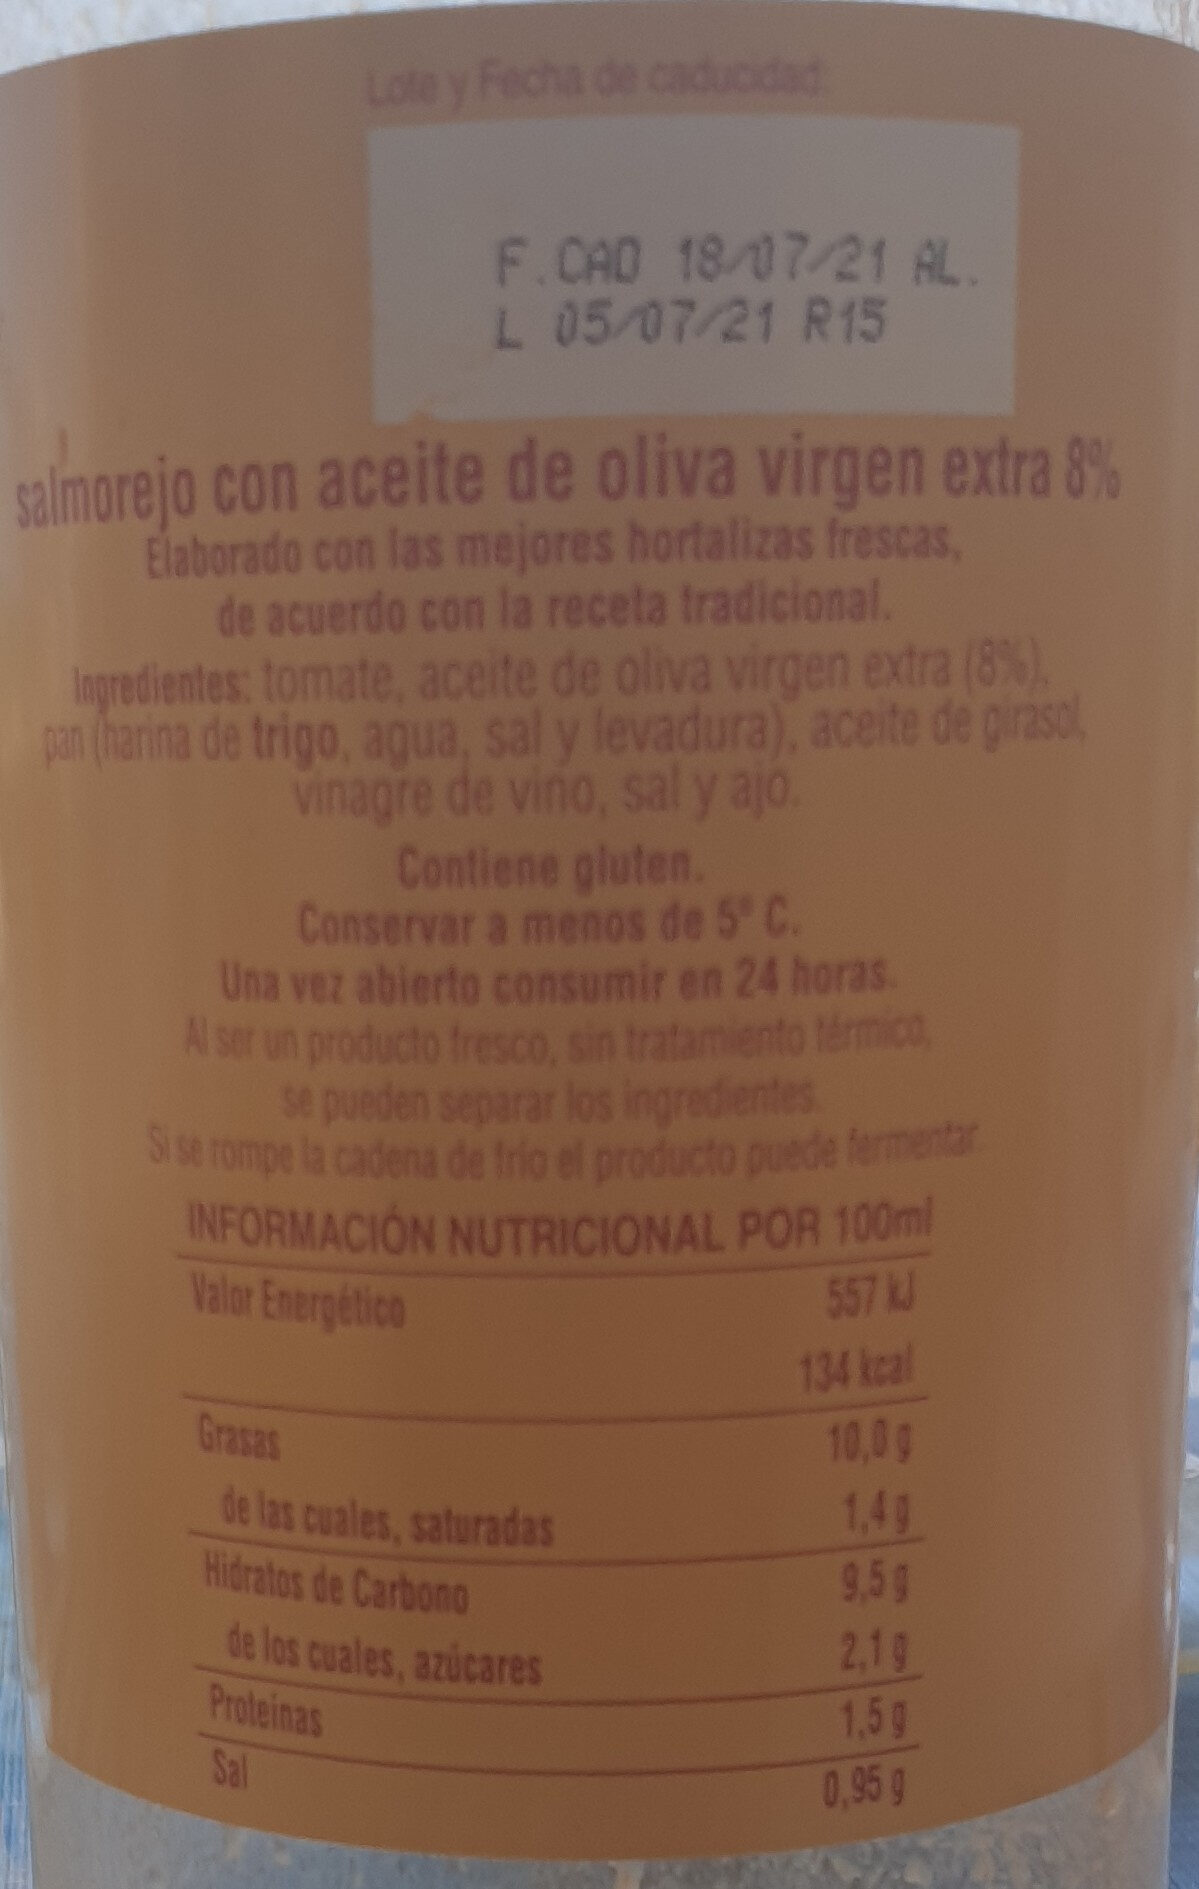 Lote y Fecha de caducidad:
F.CAD 18/07/21 AL.
L 05/07/21 R15
salmorejo con aceite de oliva virgen extra 8%
Elaborado con las mejores hortalizas frescas,
de acuerdo con la receta tradicional.
Ingredientes: tomate, aceite de oliva virgen extra (8%),
pan (harina de trigo, agua, sal y levadura), aceite de girasol,
vinagre de vino, sal y ajo.
Contiene gluten.
Conservar a menos de 5º C.
Una vez abierto consumir en 24 horas.
Al ser un producto fresco, sin tratamiento térmico,
se pueden separar los ingredientes.
Si se rompe la cadena de frío el producto puede fermentar.
INFORMACIÓN NUTRICIONAL POR 100ml
Valor Energético 557 kJ
134 kcal
Grasas 10,0 g
de las cuales, saturadas 1,4 g
Hidratos de Carbono 9,5 g
de los cuales, azúcares 2,1 g
Proteínas 1,5 g
Sal 0,95 g